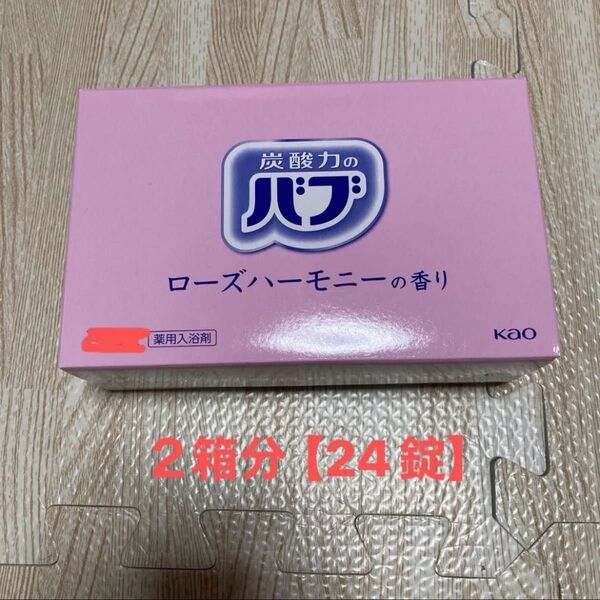 炭酸力の
バブ
ローズハーモニーの香り
薬用入浴剤
Kao
2箱分【24錠】